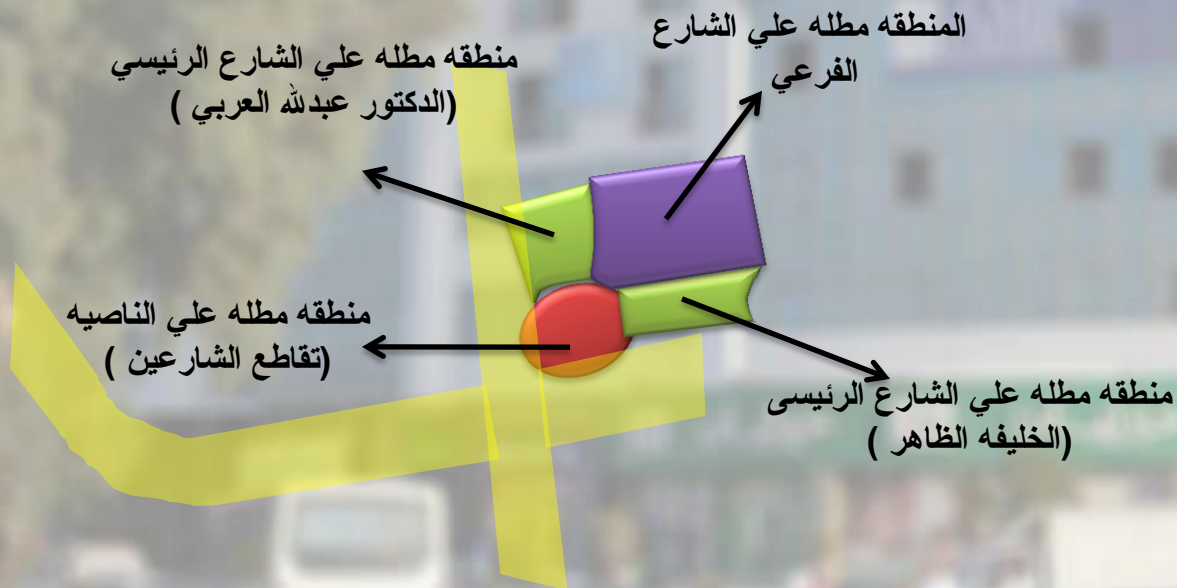 المنطقه مطله علي الشارع
الفرعي
منطقه مطله علي الشارع الرئيسي
(الدكتور عبدلله العربي )
منطقه مطله علي الناصيه
(تقاطع الشارعين )
منطقه مطله علي الشارع الرئيسى
(الخليفه الظاهر )